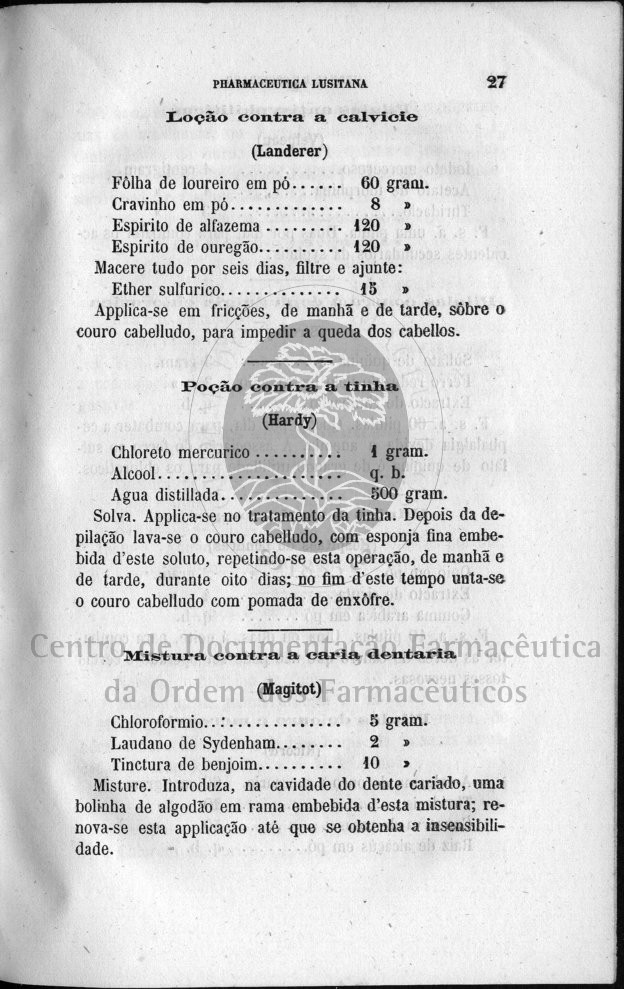 PHARMACEUTICA LUSITANA 27
Loção contra a calvicie
(Landerer)
Fôlha de loureiro em pó...... 60 gram.
Cravinho em pó............. 8 »
Espirito de alfazema ........ 120 »
Espirito de ouregão.......... 120 »
Macere tudo por seis dias, filtre e ajunte:
Ether sulfurico.............. 15 »
Applica-se em fricções, de manhã e de tarde, sôbre o
couro cabelludo, para impedir a queda dos cabellos.
Poção contra a tinha
(Hardy)
Chloreto mercurico .......... 1 gram.
Alcool...................... q. b.
Agua distillada.............. 500 gram.
Solva. Applica-se no tratamento da tinha. Depois da de-
pilação lava-se o couro cabelludo, com esponja fina embe-
bida d'este soluto, repetindo-se esta operação, de manhã e
de tarde, durante oito dias; no fim d'este tempo unta-se
o couro cabelludo com pomada de enxôfre.
Centro de Documentação Farmacêutica
Mistura contra a caria dentaria
da Ordem dos Farmacêuticos
(Magitot)
Chloroformio................ 5 gram.
Laudano de Sydenham........ 2 »
Tinctura de benjoim.......... 10 »
Misture. Introduza, na cavidade do dente cariado, uma
bolinha de algodão em rama embebida d'esta mistura; re-
nova-se esta applicação até que se obtenha a insensibili-
dade.